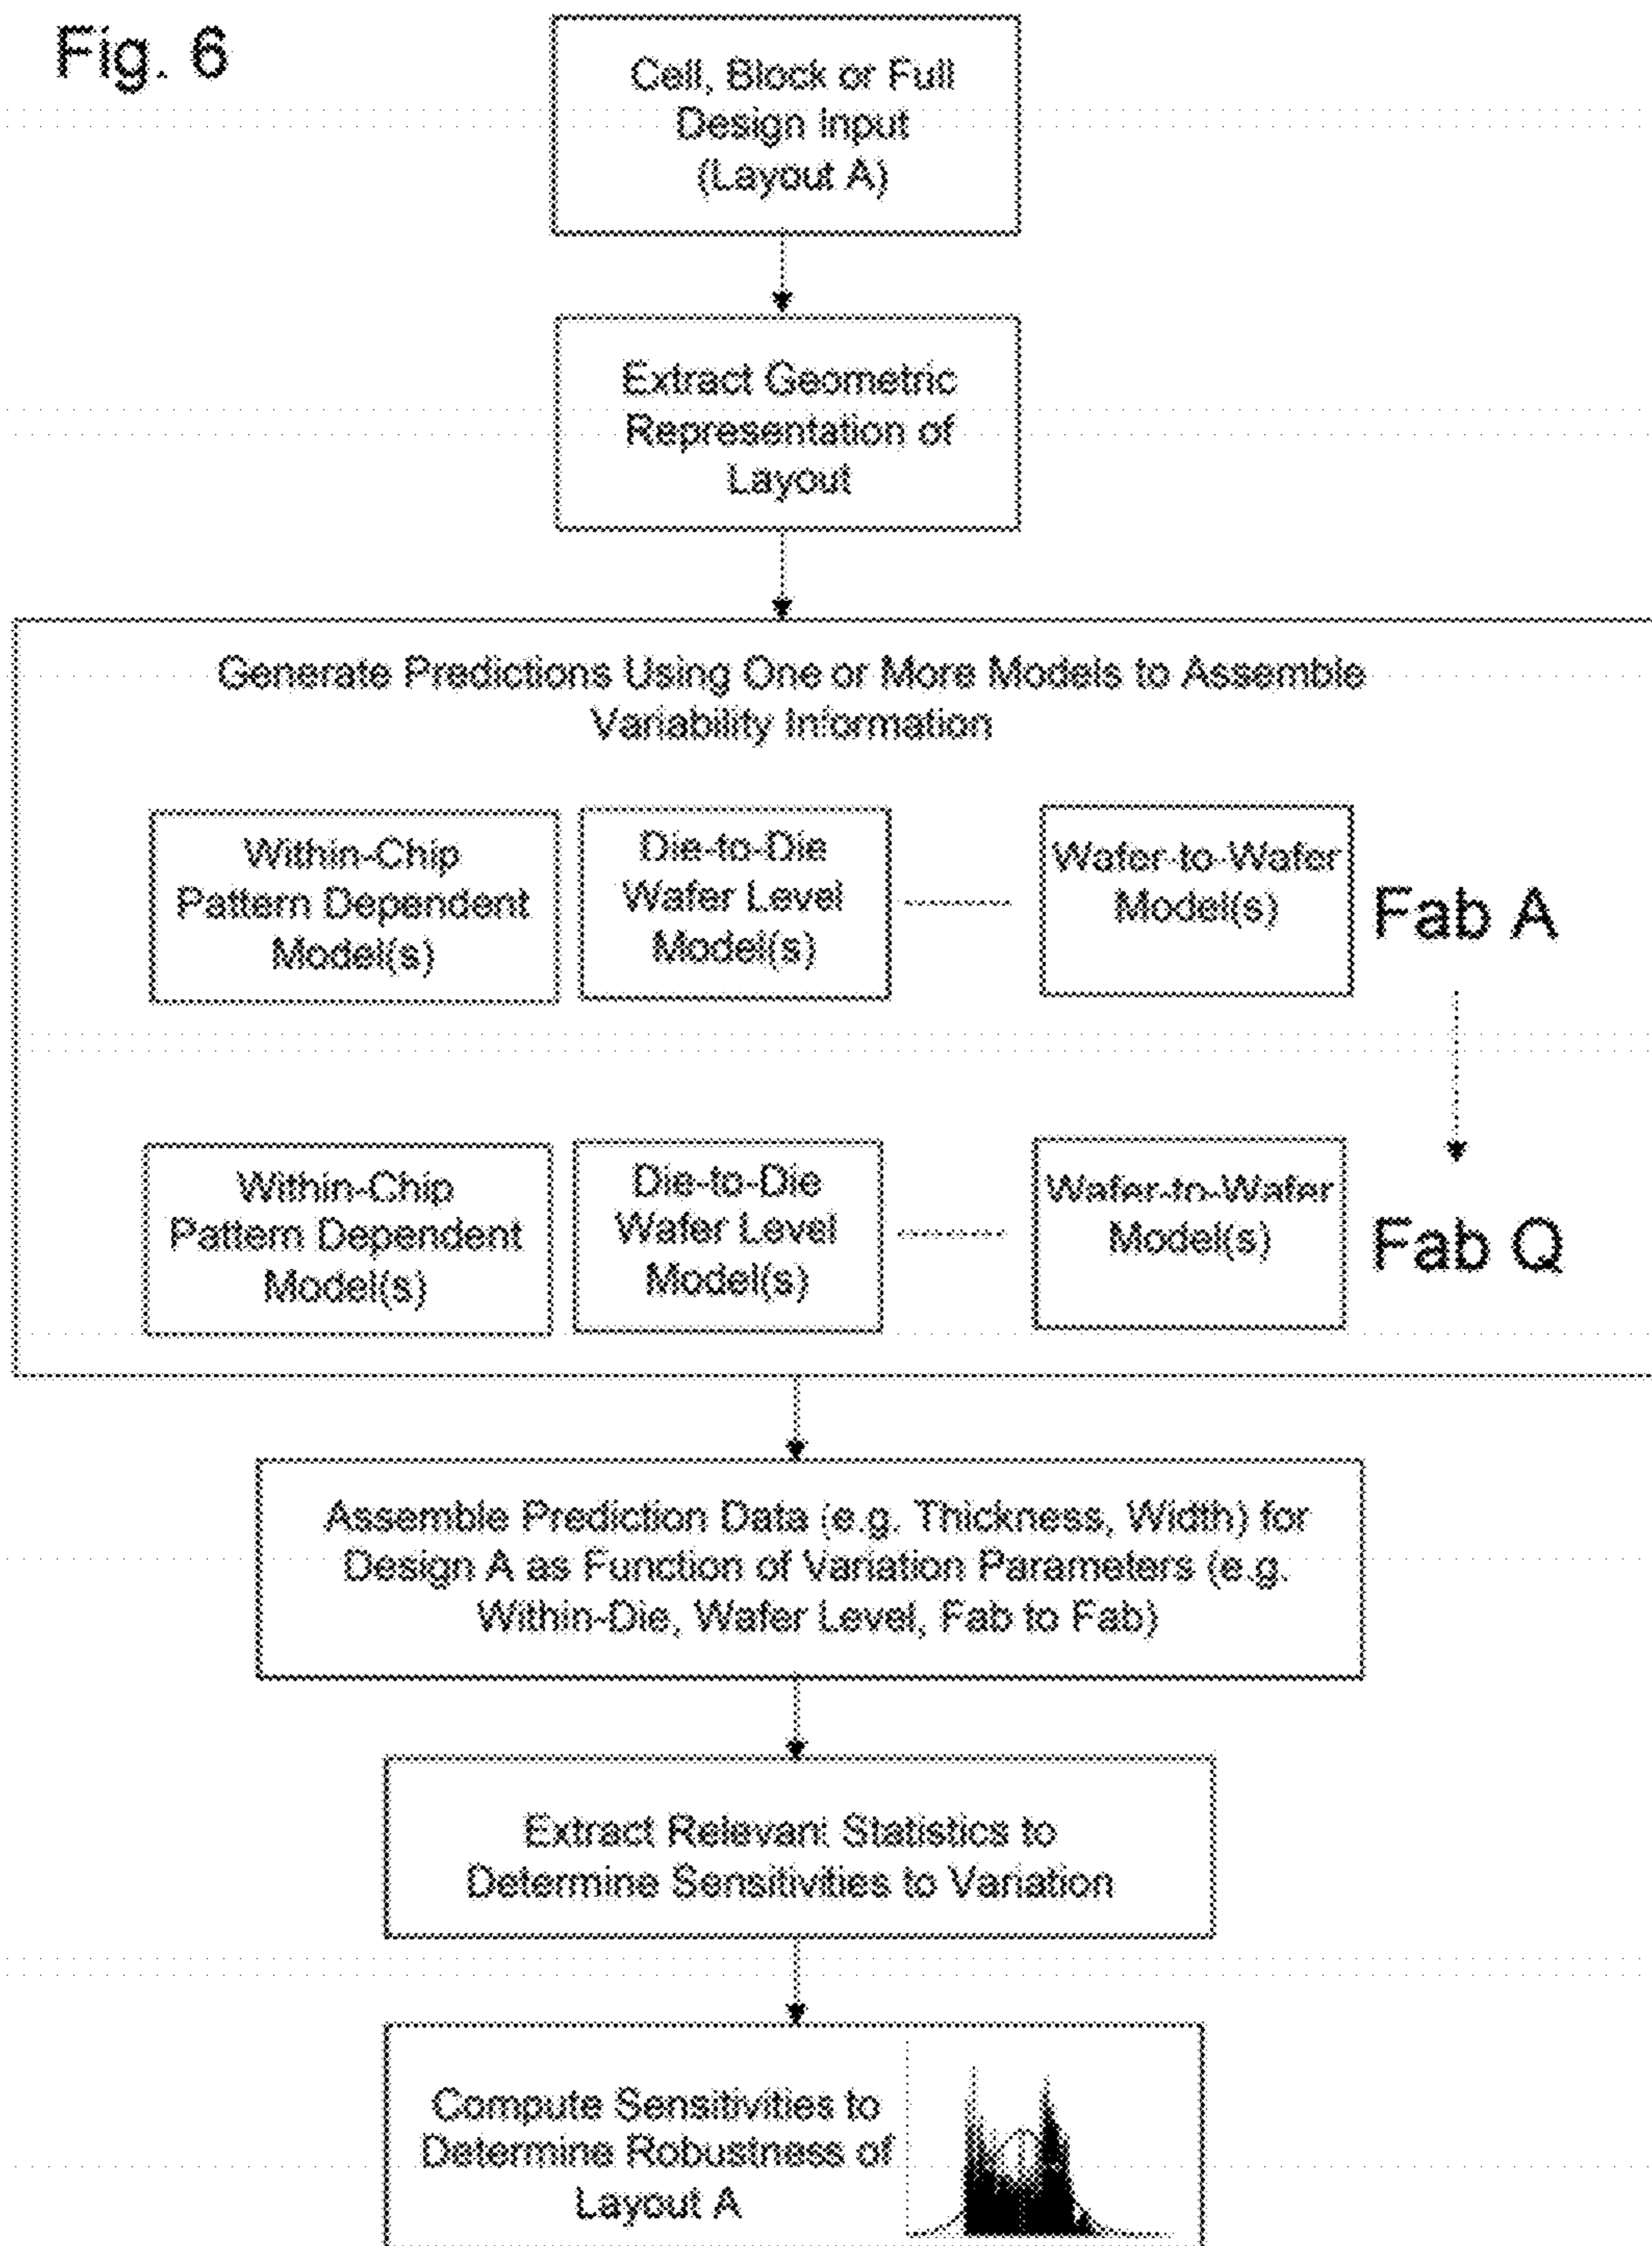 Fig. 6
Cell, Block or Full
Design Input
(Layout A)
Extract Geometric
Representation of
Layout
Generate Predictions Using One or More Models to Assemble
Variability Information
Within-Chip
Pattern Dependent
Model(s)
Die-to-Die
Wafer Level
Model(s)
Wafer-to-Wafer
Model(s)
Fab A
Within-Chip
Pattern Dependent
Model(s)
Die-to-Die
Wafer Level
Model(s)
Wafer-to-Wafer
Model(s)
Fab Q
Assemble Prediction Data (e.g. Thickness, Width) for
Design A as Function of Variation Parameters (e.g.
Within-Die, Wafer Level, Fab to Fab)
Extract Relevant Statistics to
Determine Sensitivities to Variation
Compute Sensitivities to
Determine Robustness of
Layout A